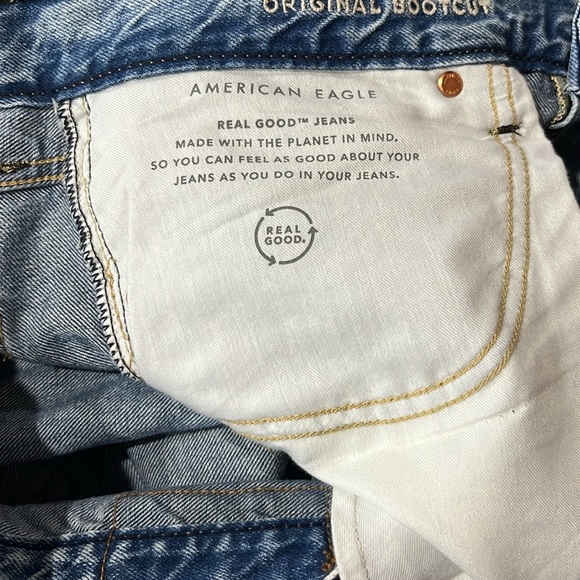 ORIGINAL BOOTCUT
AMERICAN EAGLE
REAL GOOD™ JEANS
MADE WITH THE PLANET IN MIND,
SO YOU CAN FEEL AS GOOD ABOUT YOUR
JEANS AS YOU DO IN YOUR JEANS.
REAL
GOOD.